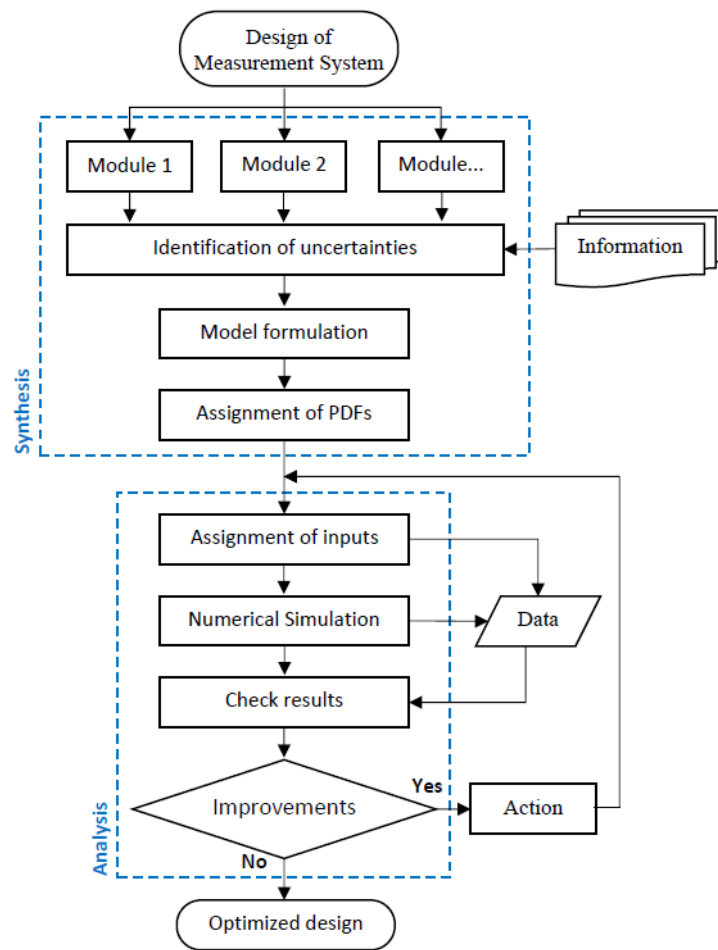 Design of
Measurement System
Module 1
Module 2
Module...
Identification of uncertainties
Information
Model formulation
Assignment of PDFs
Synthesis
Assignment of inputs
Numerical Simulation
Data
Check results
Improvements
Yes
Action
No
Analysis
Optimized design